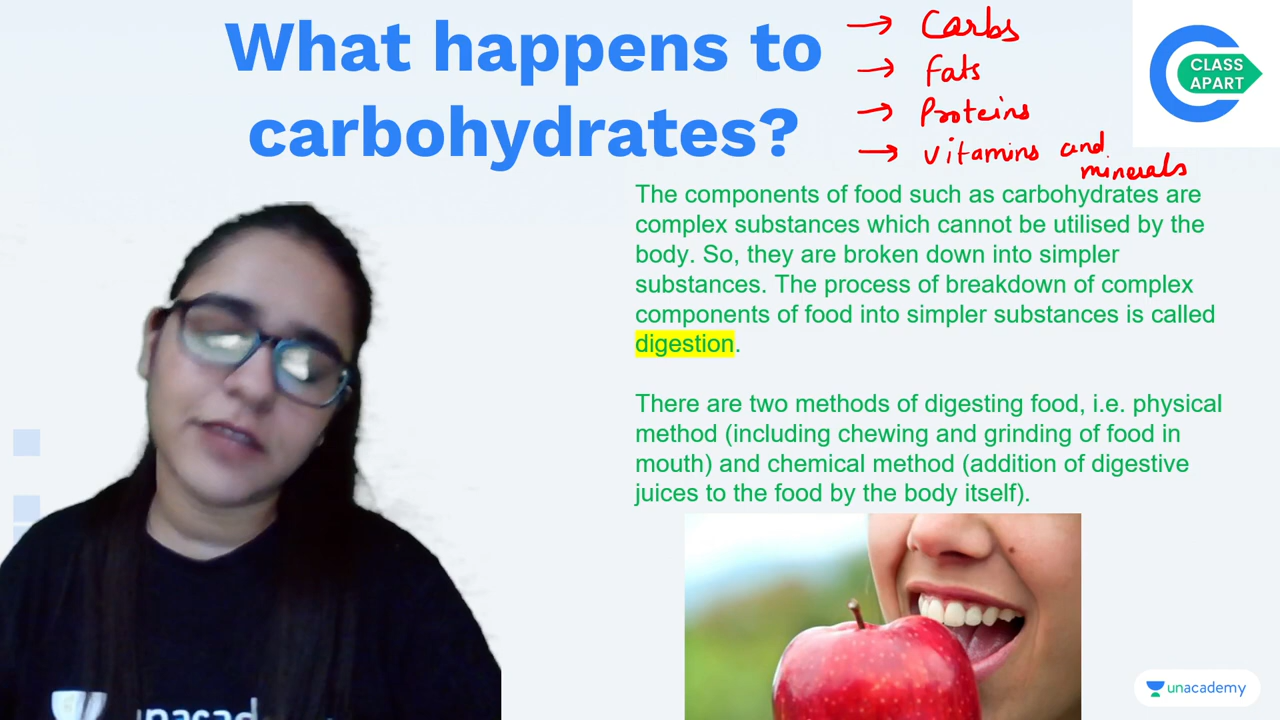 What happens to
carbohydrates?
→ Carbs
→ Fats
→ Proteins
→ Vitamins and
minerals
CLASS
APART
The components of food such as carbohydrates are
complex substances which cannot be utilised by the
body. So, they are broken down into simpler
substances. The process of breakdown of complex
components of food into simpler substances is called
digestion.
There are two methods of digesting food, i.e. physical
method (including chewing and grinding of food in
mouth) and chemical method (addition of digestive
juices to the food by the body itself).
unacademy